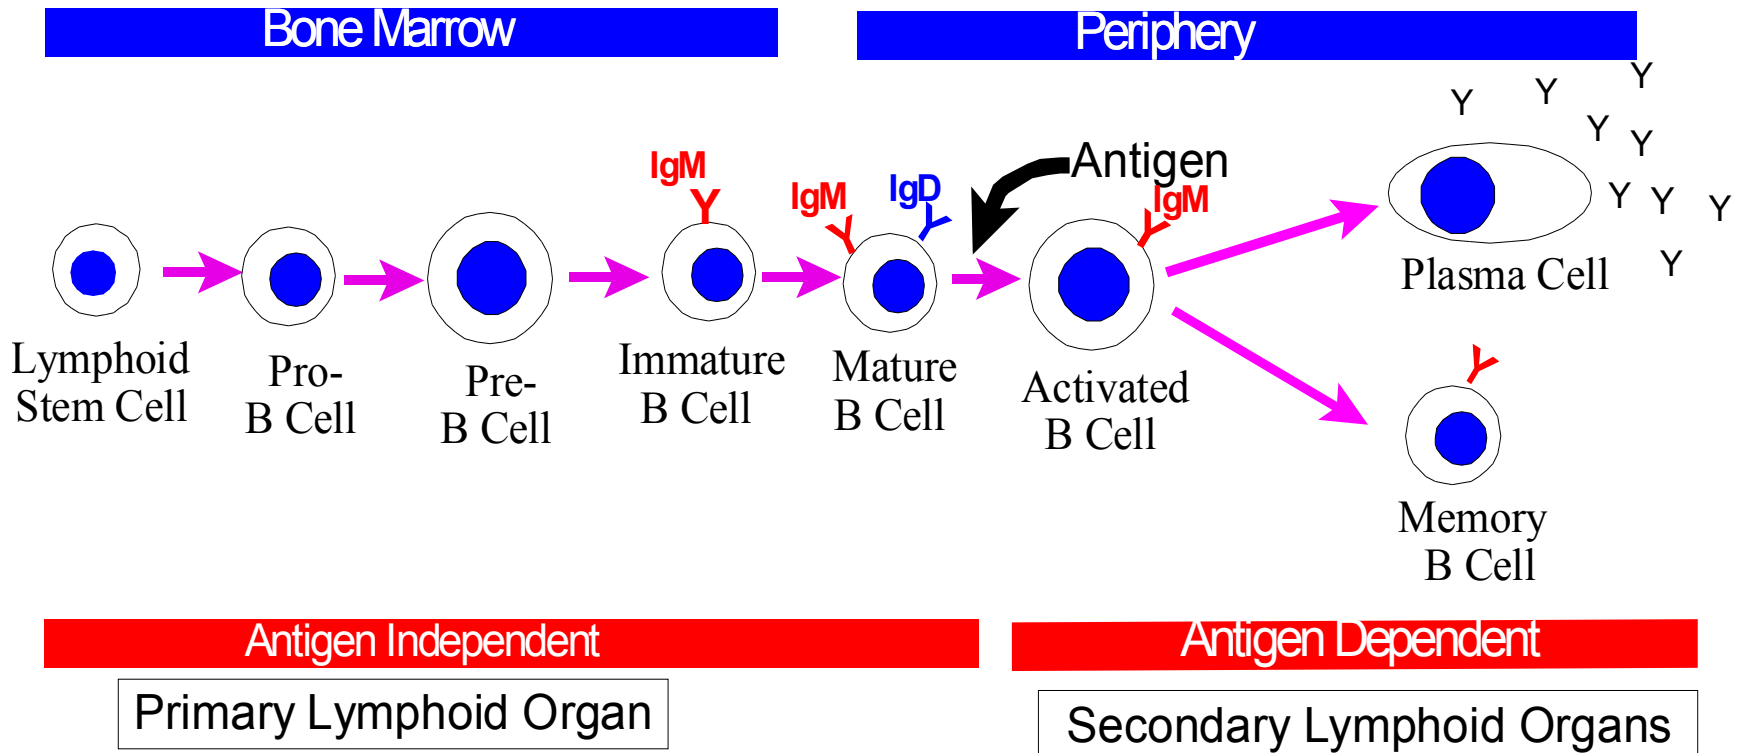 Bone Marrow
Periphery
Y
Y
Y
Y
Y
Y
Y
Y
Y
Antigen
IgM
IgM
IgD
IgM
Plasma Cell
Lymphoid
Stem Cell
Pro-
B Cell
Pre-
B Cell
Immature
B Cell
Mature
B Cell
Activated
B Cell
Memory
B Cell
Antigen Independent
Antigen Dependent
Primary Lymphoid Organ
Secondary Lymphoid Organs